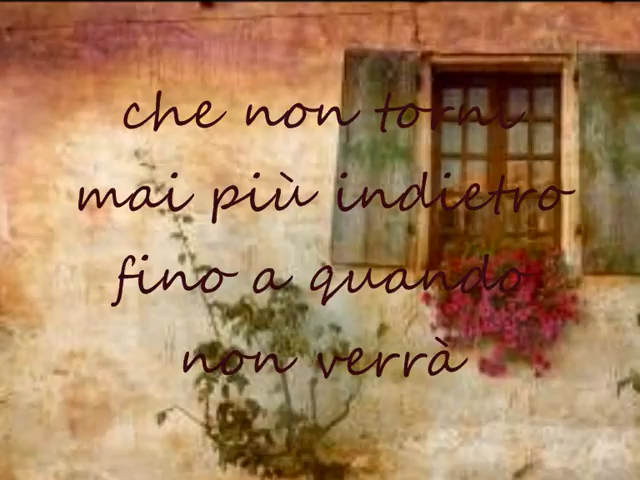 che non torni
mai più indietro
fino a quando
non verrà